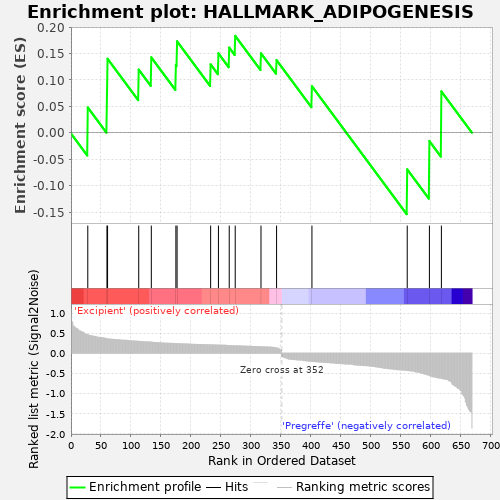 Enrichment plot: HALLMARK_ADIPOGENESIS
Enrichment score (ES)
0.20
0.15
0.10
0.05
0.00
-0.05
-0.10
-0.15
'Excipient' (positively correlated)
Ranked list metric (Signal2Noise)
1.0
0.5
0.0
-0.5
-1.0
-1.5
-2.0
Zero cross at 352
'Pregreffe' (negatively correlated)
0 50 100 150 200 250 300 350 400 450 500 550 600 650 700
Rank in Ordered Dataset
Enrichment profile Hits Ranking metric scores